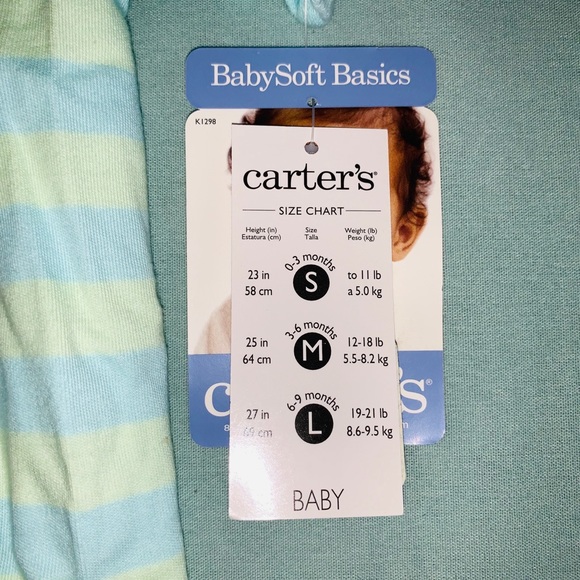 BabySoft Basics
K1298
carter's®
SIZE CHART
Height (in) Size Weight (lb)
Estatura (cm) Talla Peso (kg)
0-3 months
23 in S to 11 lb
58 cm a 5.0 kg
3-6 months
25 in M 12-18 lb
64 cm 5.5-8.2 kg
6-9 months
27 in L 19-21 lb
69 cm 8.6-9.5 kg
BABY